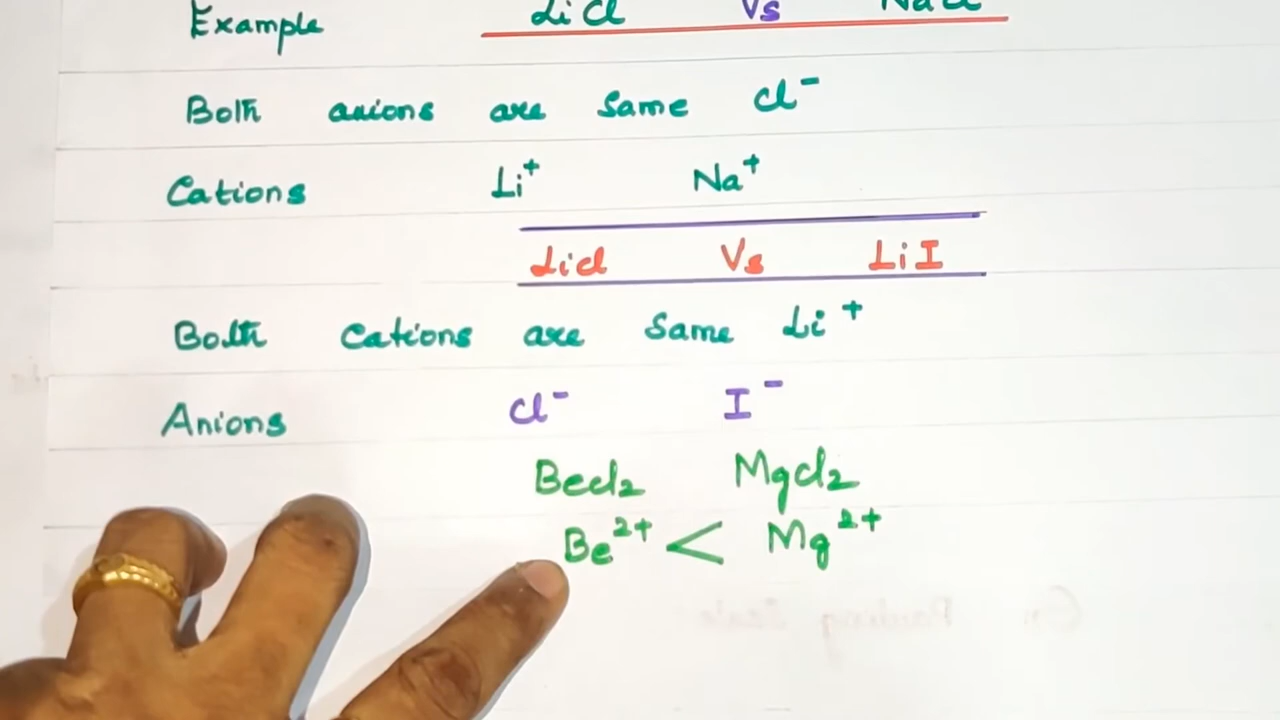 Example LiCl Vs NaCl
Both anions are same Cl⁻
Cations Li⁺ Na⁺
LiCl Vs LiI
Both cations are same Li⁺
Anions Cl⁻ I⁻
BeCl₂ MgCl₂
Be²⁺ < Mg²⁺